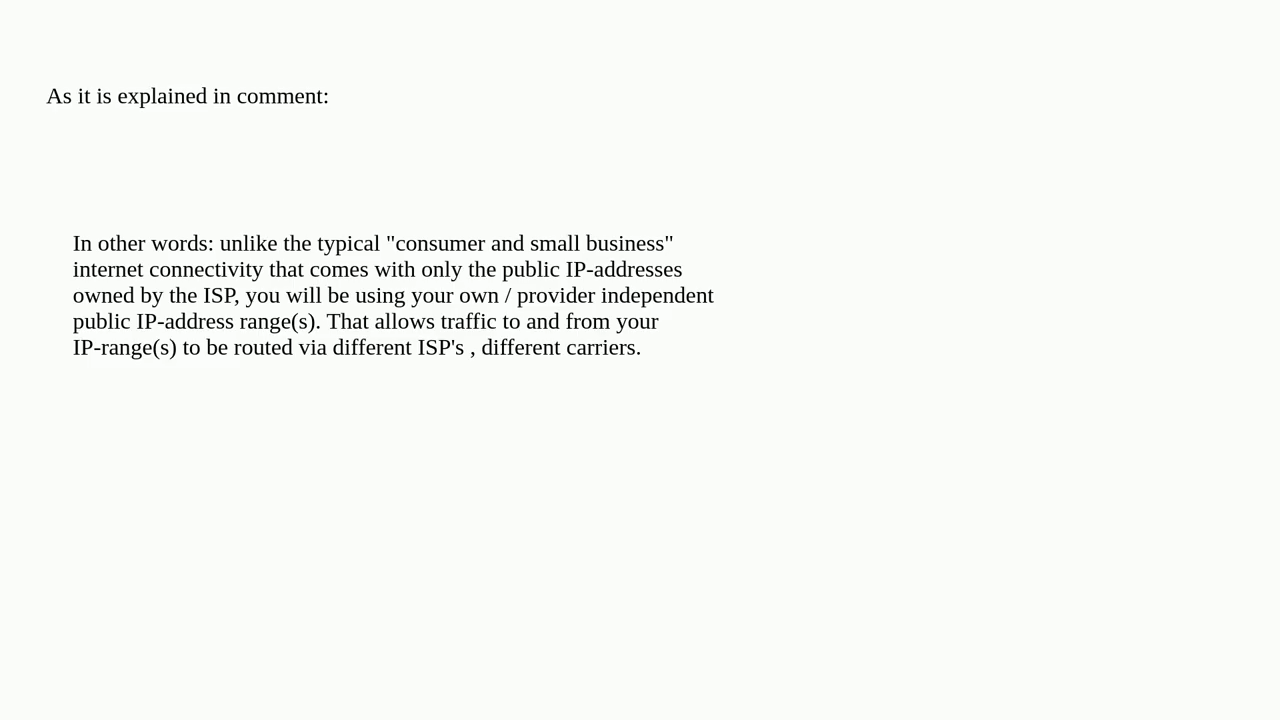 As it is explained in comment:
In other words: unlike the typical "consumer and small business"
internet connectivity that comes with only the public IP-addresses
owned by the ISP, you will be using your own / provider independent
public IP-address range(s). That allows traffic to and from your
IP-range(s) to be routed via different ISP's , different carriers.